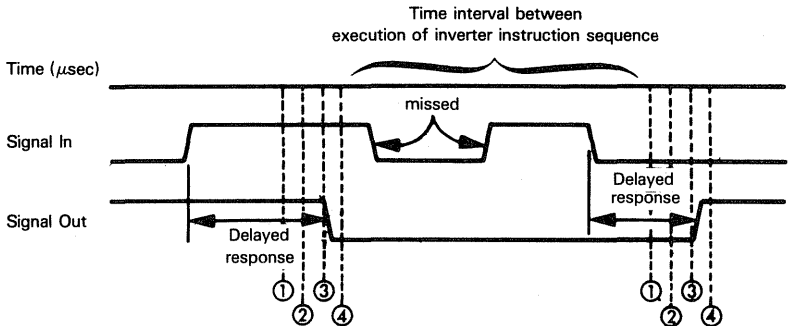 Time interval between
execution of inverter instruction sequence
Time (μsec)
missed
Signal In
Delayed
response
Signal Out
Delayed
response
① ② ③ ④
① ② ③ ④